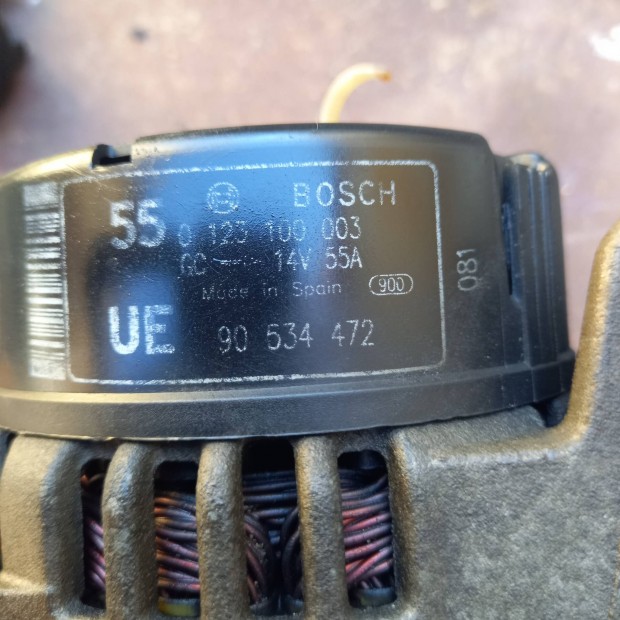 55 BOSCH
0 123 100 003
GC 14V 55A
Made in Spain 900
081
UE 90 534 472